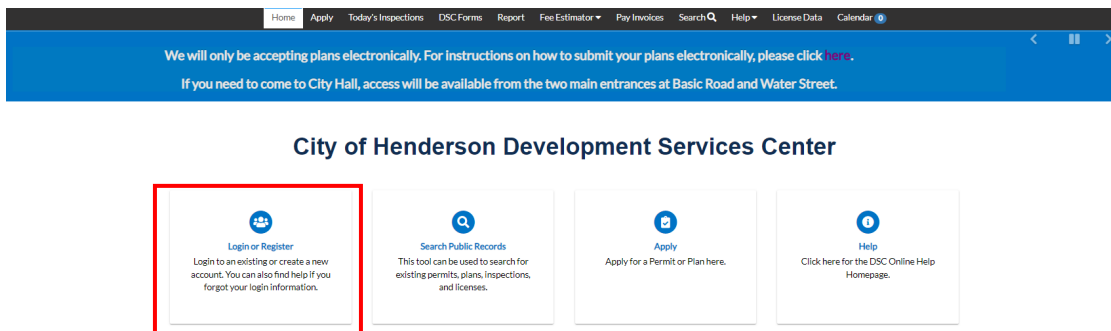 Home Apply Today's Inspections DSC Forms Report Fee Estimator Pay Invoices Search Help License Data Calendar 0
We will only be accepting plans electronically. For instructions on how to submit your plans electronically, please click here.
If you need to come to City Hall, access will be available from the two main entrances at Basic Road and Water Street.
City of Henderson Development Services Center
Login or Register
Login to an existing or create a new
account. You can also find help if you
forgot your login information.
Search Public Records
This tool can be used to search for
existing permits, plans, inspections,
and licenses.
Apply
Apply for a Permit or Plan here.
Help
Click here for the DSC Online Help
Homepage.